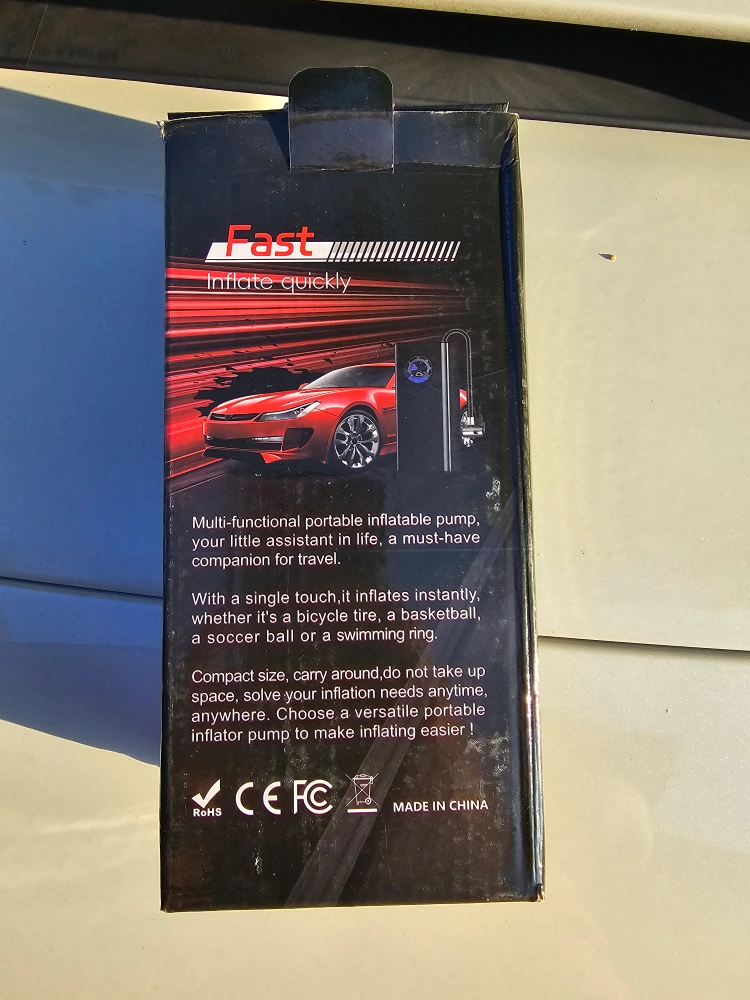 Fast
Inflate quickly
Multi-functional portable inflatable pump,
your little assistant in life, a must-have
companion for travel.
With a single touch,it inflates instantly,
whether it's a bicycle tire, a basketball,
a soccer ball or a swimming ring.
Compact size, carry around,do not take up
space, solve your inflation needs anytime,
anywhere. Choose a versatile portable
inflator pump to make inflating easier !
RoHS CE FC MADE IN CHINA